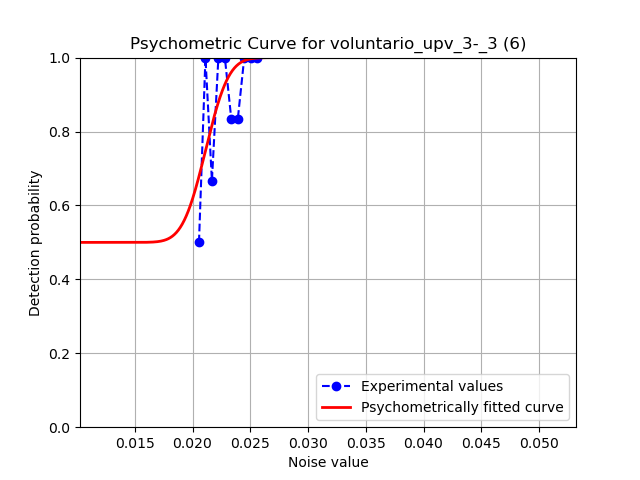 Psychometric Curve for voluntario_upv_3-_3 (6)
1.0
0.8
0.6
0.4
0.2
0.0
Detection probability
Experimental values
Psychometrically fitted curve
0.015 0.020 0.025 0.030 0.035 0.040 0.045 0.050
Noise value